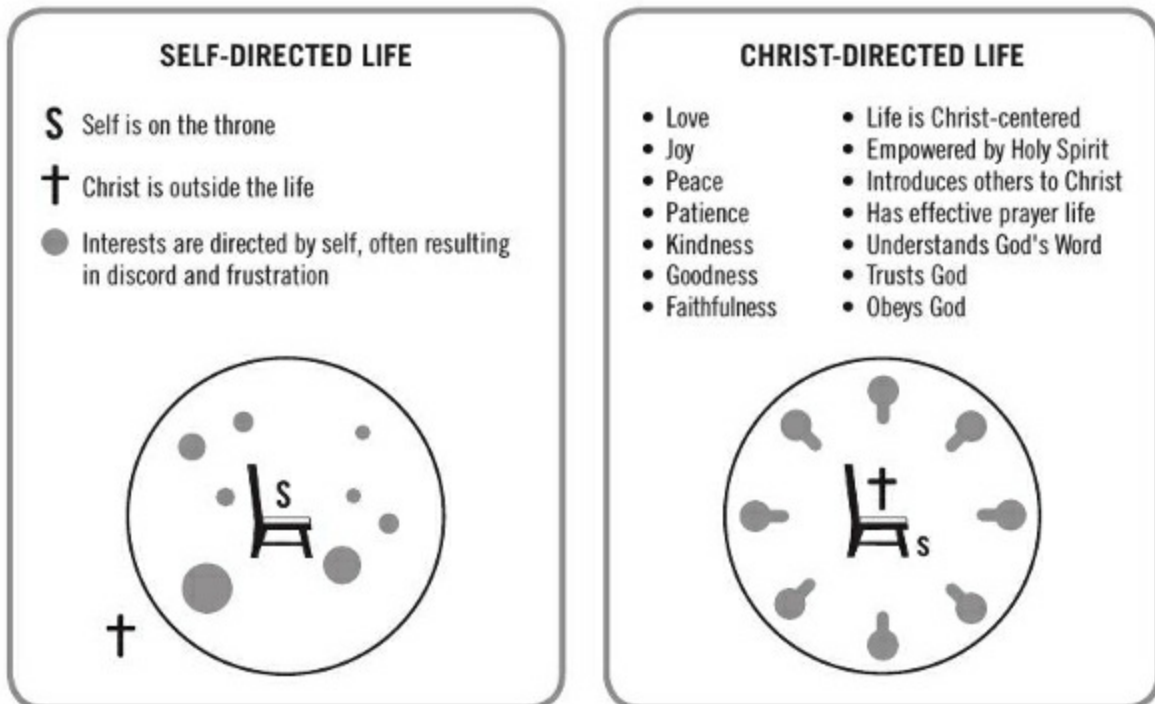 SELF-DIRECTED LIFE
S Self is on the throne
† Christ is outside the life
Interests are directed by self, often resulting
in discord and frustration
S
†
CHRIST-DIRECTED LIFE
• Love
• Joy
• Peace
• Patience
• Kindness
• Goodness
• Faithfulness
• Life is Christ-centered
• Empowered by Holy Spirit
• Introduces others to Christ
• Has effective prayer life
• Understands God's Word
• Trusts God
• Obeys God
†
S